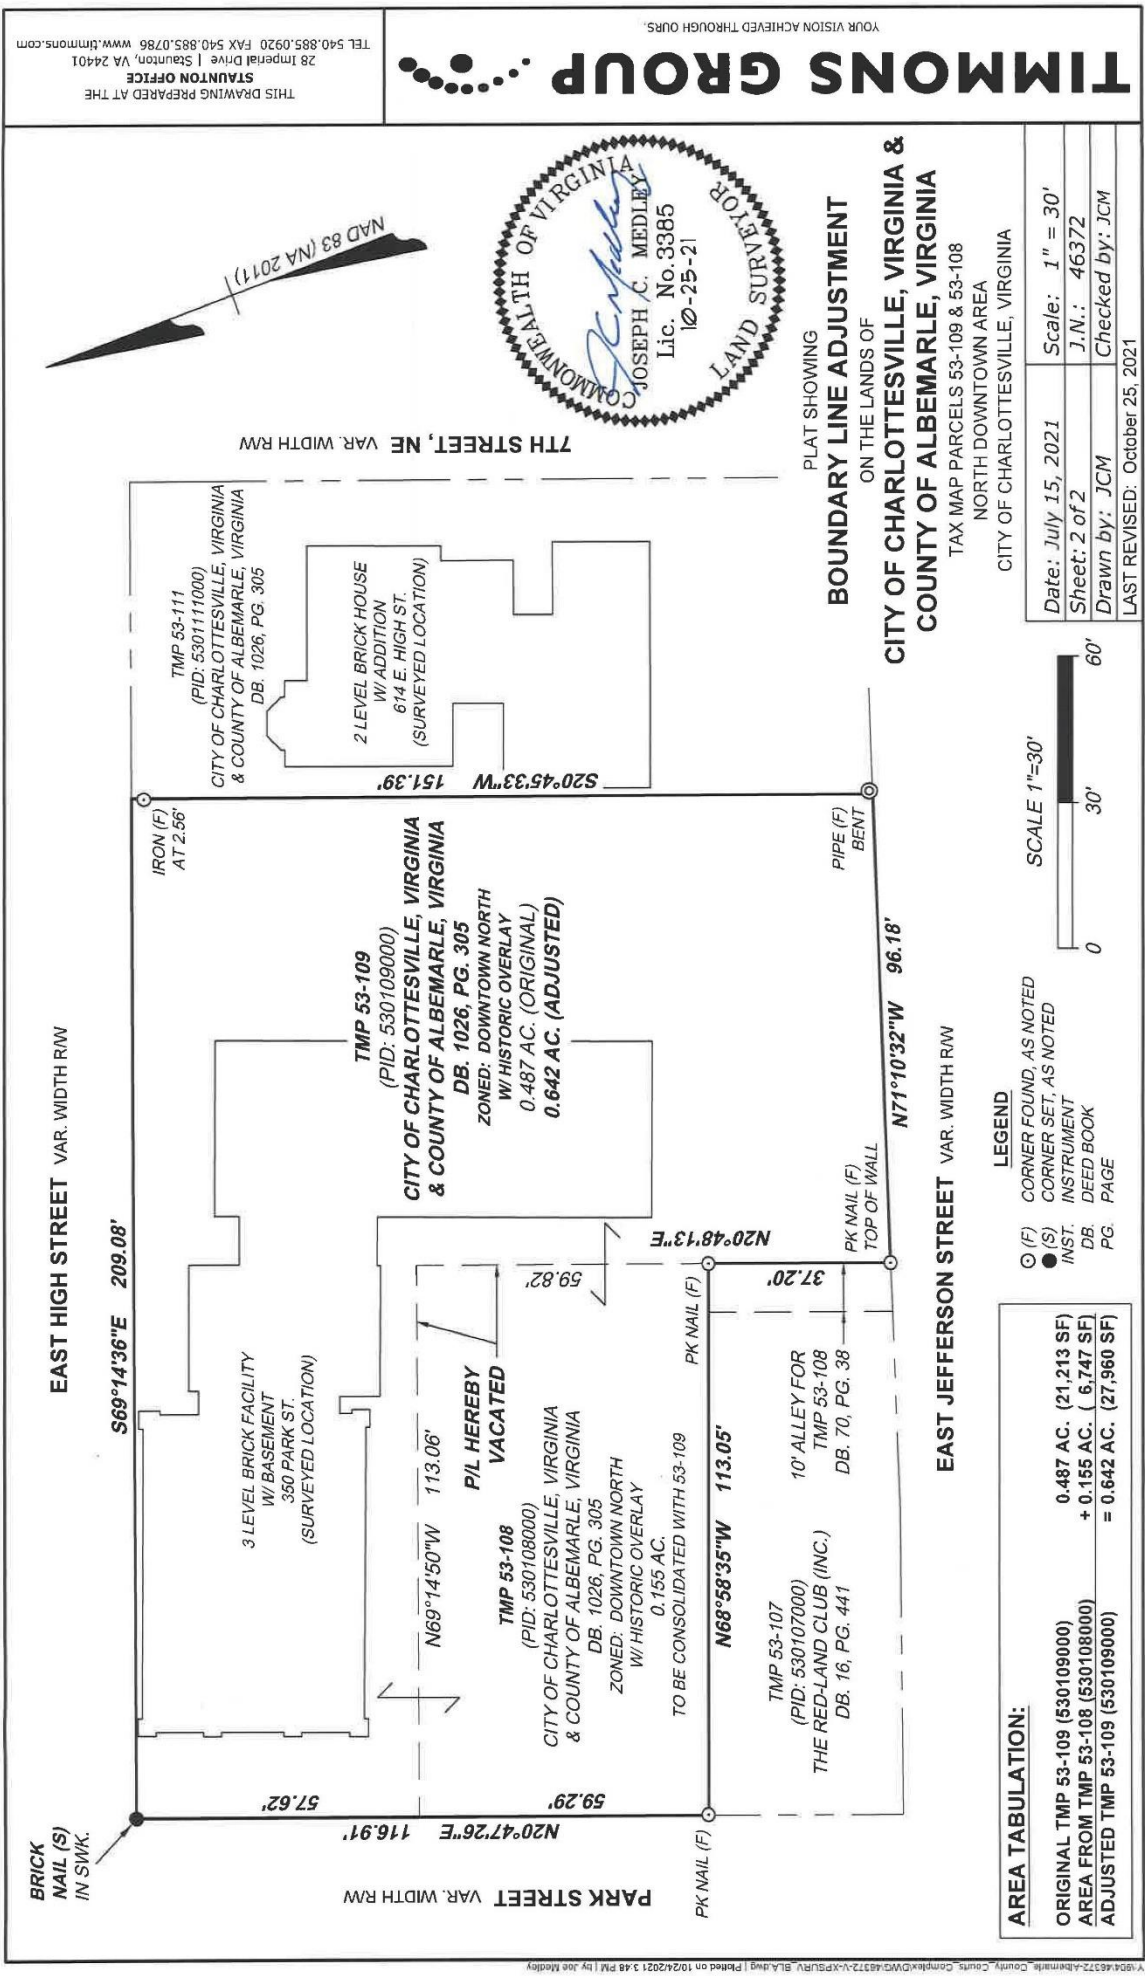 EAST HIGH STREET VAR. WIDTH R/W
BRICK
NAIL (S)
IN SWK.
S69°14'36"E 209.08'
IRON (F)
AT 2.56'
3 LEVEL BRICK FACILITY
W/ BASEMENT
350 PARK ST.
(SURVEYED LOCATION)
TMP 53-109
(PID: 530109000)
CITY OF CHARLOTTESVILLE, VIRGINIA
& COUNTY OF ALBEMARLE, VIRGINIA
DB. 1026, PG. 305
ZONED: DOWNTOWN NORTH
W/ HISTORIC OVERLAY
0.487 AC. (ORIGINAL)
0.642 AC. (ADJUSTED)
TMP 53-111
(PID: 5301111000)
CITY OF CHARLOTTESVILLE, VIRGINIA
& COUNTY OF ALBEMARLE, VIRGINIA
DB. 1026, PG. 305
2 LEVEL BRICK HOUSE
W/ ADDITION
614 E. HIGH ST.
(SURVEYED LOCATION)
7TH STREET, NE VAR. WIDTH R/W
NAD 83 (NA 2011)
S20°45'33"W 151.39'
PARK STREET VAR. WIDTH R/W
N20°47'26"E 116.91'
57.62'
59.29'
N69°14'50"W 113.06'
P/L HEREBY
VACATED
59.82'
TMP 53-108
(PID: 530108000)
CITY OF CHARLOTTESVILLE, VIRGINIA
& COUNTY OF ALBEMARLE, VIRGINIA
DB. 1026, PG. 305
ZONED: DOWNTOWN NORTH
W/ HISTORIC OVERLAY
0.155 AC.
TO BE CONSOLIDATED WITH 53-109
PK NAIL (F)
N68°58'35"W 113.05'
PK NAIL (F)
N20°48'13"E
37.20'
PK NAIL (F)
TOP OF WALL
N71°10'32"W 96.18'
PIPE (F)
BENT
TMP 53-107
(PID: 530107000)
THE RED-LAND CLUB (INC.)
DB. 16, PG. 441
10' ALLEY FOR
TMP 53-108
DB. 70, PG. 38
EAST JEFFERSON STREET VAR. WIDTH R/W
AREA TABULATION:
ORIGINAL TMP 53-109 (530109000) 0.487 AC. (21,213 SF)
AREA FROM TMP 53-108 (530108000) + 0.155 AC. ( 6,747 SF)
ADJUSTED TMP 53-109 (530109000) = 0.642 AC. (27,960 SF)
LEGEND
(F) CORNER FOUND, AS NOTED
(S) CORNER SET, AS NOTED
INST. INSTRUMENT
DB. DEED BOOK
PG. PAGE
SCALE 1"=30'
0 30' 60'
COMMONWEALTH OF VIRGINIA
JOSEPH C. MEDLEY
Lic. No. 3385
10-25-21
LAND SURVEYOR
PLAT SHOWING
BOUNDARY LINE ADJUSTMENT
ON THE LANDS OF
CITY OF CHARLOTTESVILLE, VIRGINIA &
COUNTY OF ALBEMARLE, VIRGINIA
TAX MAP PARCELS 53-109 & 53-108
NORTH DOWNTOWN AREA
CITY OF CHARLOTTESVILLE, VIRGINIA
Date: July 15, 2021 Scale: 1" = 30'
Sheet: 2 of 2 J.N.: 46372
Drawn by: JCM Checked by: JCM
LAST REVISED: October 25, 2021
THIS DRAWING PREPARED AT THE
STAUNTON OFFICE
28 Imperial Drive | Staunton, VA 24401
TEL 540.885.0920 FAX 540.885.0786 www.timmons.com
TIMMONS GROUP
YOUR VISION ACHIEVED THROUGH OURS.
Plotted on 10/24/2021 3:48 PM | by Joe Medley